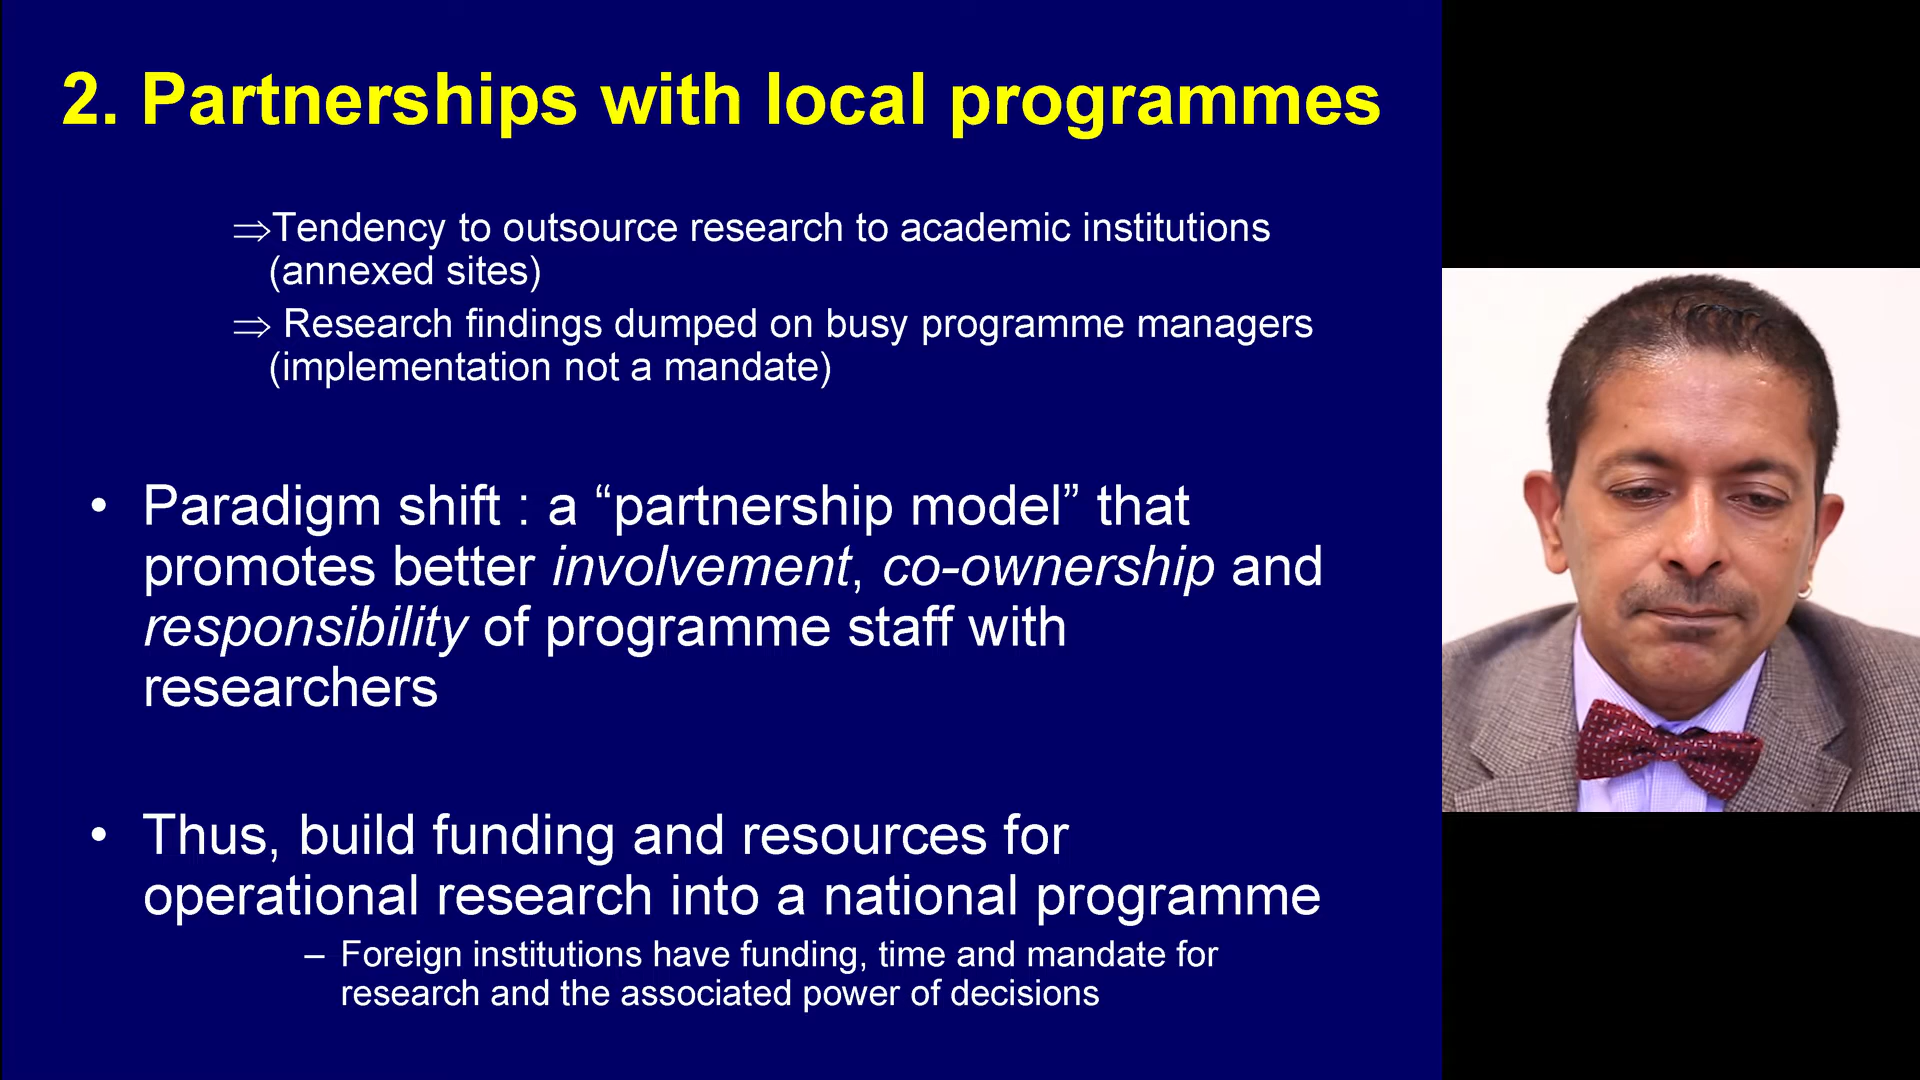 2. Partnerships with local programmes
⇒Tendency to outsource research to academic institutions
(annexed sites)
⇒ Research findings dumped on busy programme managers
(implementation not a mandate)
• Paradigm shift : a “partnership model” that
promotes better involvement, co-ownership and
responsibility of programme staff with
researchers
• Thus, build funding and resources for
operational research into a national programme
– Foreign institutions have funding, time and mandate for
research and the associated power of decisions